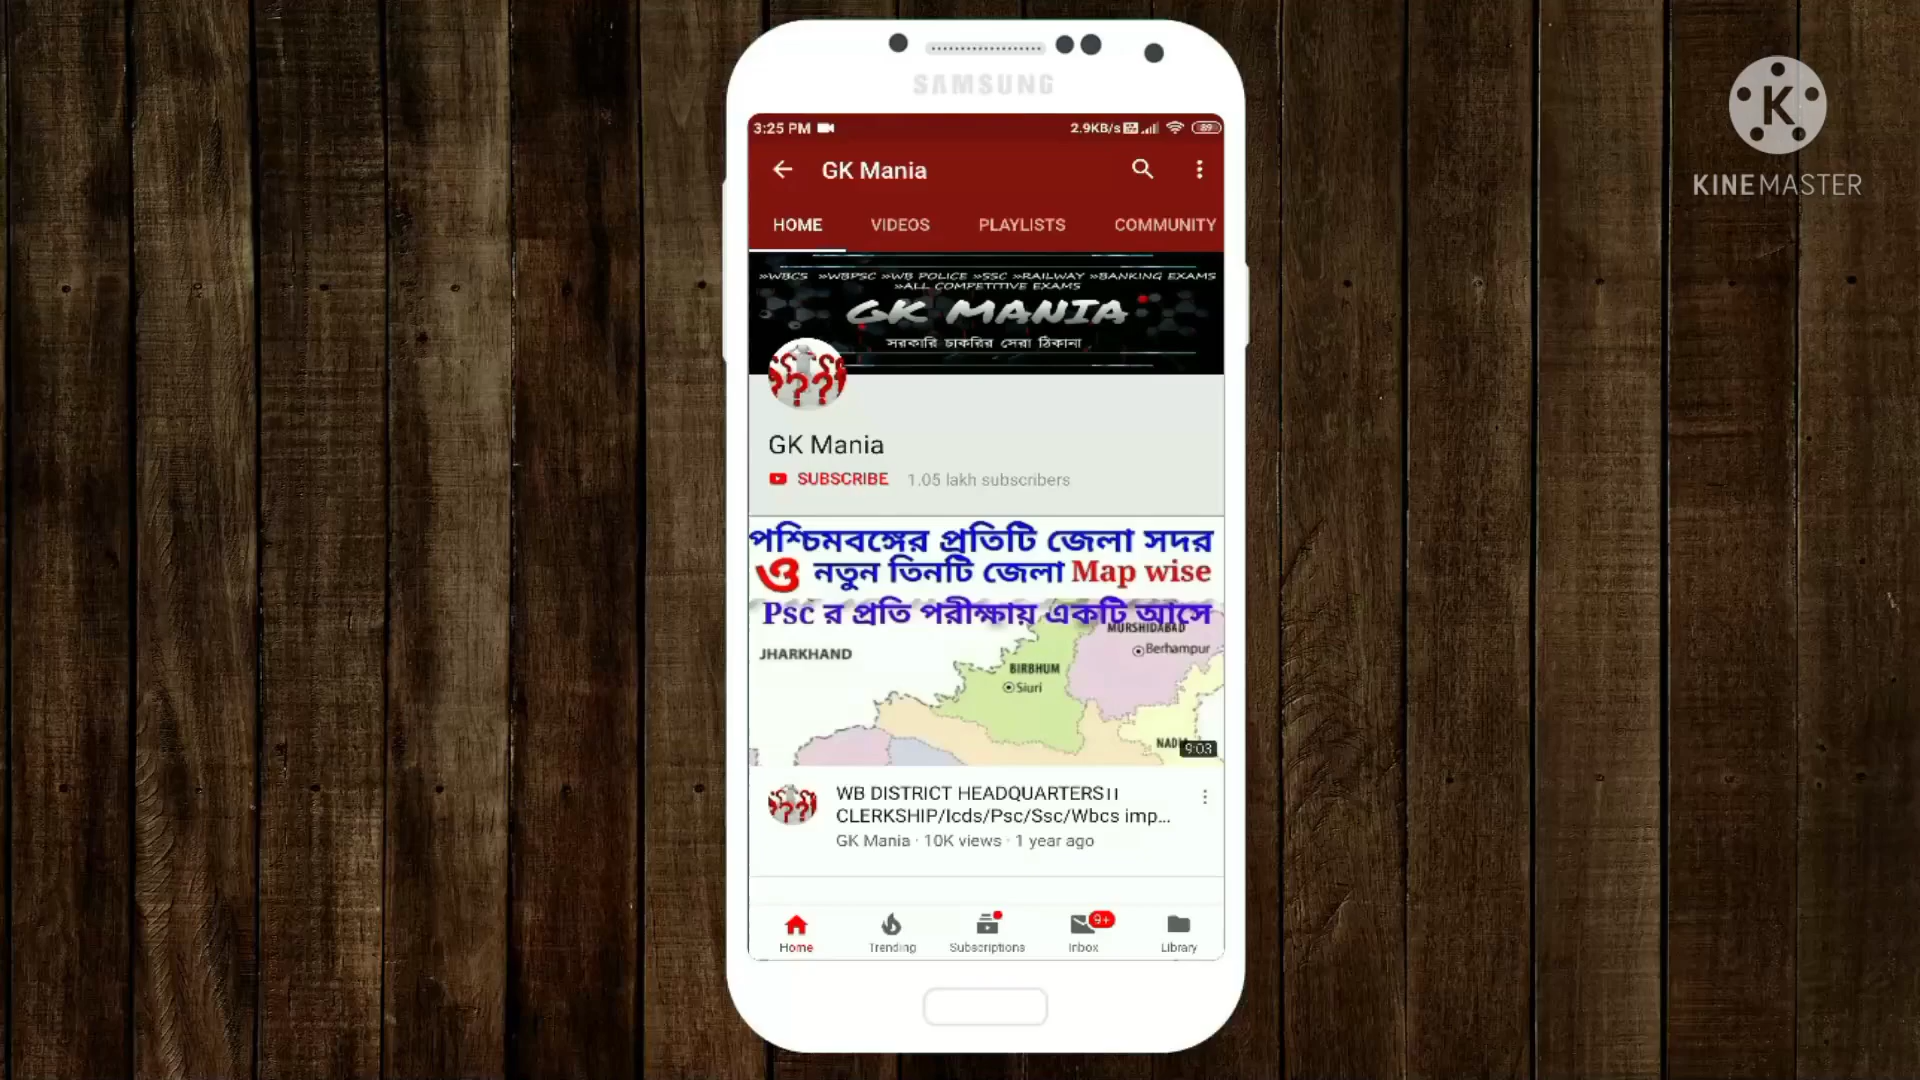 SAMSUNG
3:25 PM 2.9KB/s 89
GK Mania
HOME VIDEOS PLAYLISTS COMMUNITY
»WBCS »WBPSC »WB POLICE »SSC »RAILWAY »BANKING EXAMS
»ALL COMPETITIVE EXAMS
GK MANIA
সরকারি চাকরির সেরা ঠিকানা
GK Mania
SUBSCRIBE 1.05 lakh subscribers
পশ্চিমবঙ্গের প্রতিটি জেলা সদর
ও নতুন তিনটি জেলা Map wise
Psc র প্রতি পরীক্ষায় একটি আসে
MURSHIDABAD
Berhampur
JHARKHAND
BIRBHUM
Siuri
9:03
WB DISTRICT HEADQUARTERS।।
CLERKSHIP/Icds/Psc/Ssc/Wbcs imp...
GK Mania · 10K views · 1 year ago
Home Trending Subscriptions Inbox 9+ Library
K
KINEMASTER